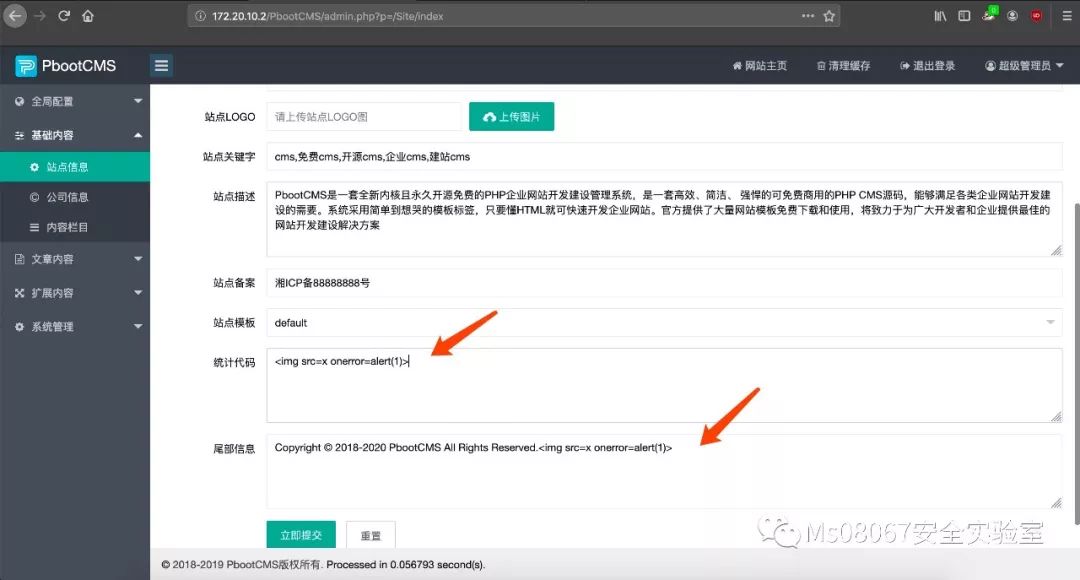 172.20.10.2/PbootCMS/admin.php?p=/Site/index
PbootCMS
网站主页
清理缓存
退出登录
超级管理员
全局配置
基础内容
站点信息
公司信息
内容栏目
文章内容
扩展内容
系统管理
站点LOGO
请上传站点LOGO图
上传图片
站点关键字
cms,免费cms,开源cms,企业cms,建站cms
站点描述
PbootCMS是一套全新内核且永久开源免费的PHP企业网站开发建设管理系统，是一套高效、简洁、 强悍的可免费商用的PHP CMS源码，能够满足各类企业网站开发建
设的需要。系统采用简单到想哭的模板标签，只要懂HTML就可快速开发企业网站。官方提供了大量网站模板免费下载和使用，将致力于为广大开发者和企业提供最佳的
网站开发建设解决方案
站点备案
湘ICP备88888888号
站点模板
default
统计代码
<img src=x onerror=alert(1)>
尾部信息
Copyright © 2018-2020 PbootCMS All Rights Reserved.<img src=x onerror=alert(1)>
立即提交
重置
Ms08067安全实验室
© 2018-2019 PbootCMS版权所有. Processed in 0.056793 second(s).